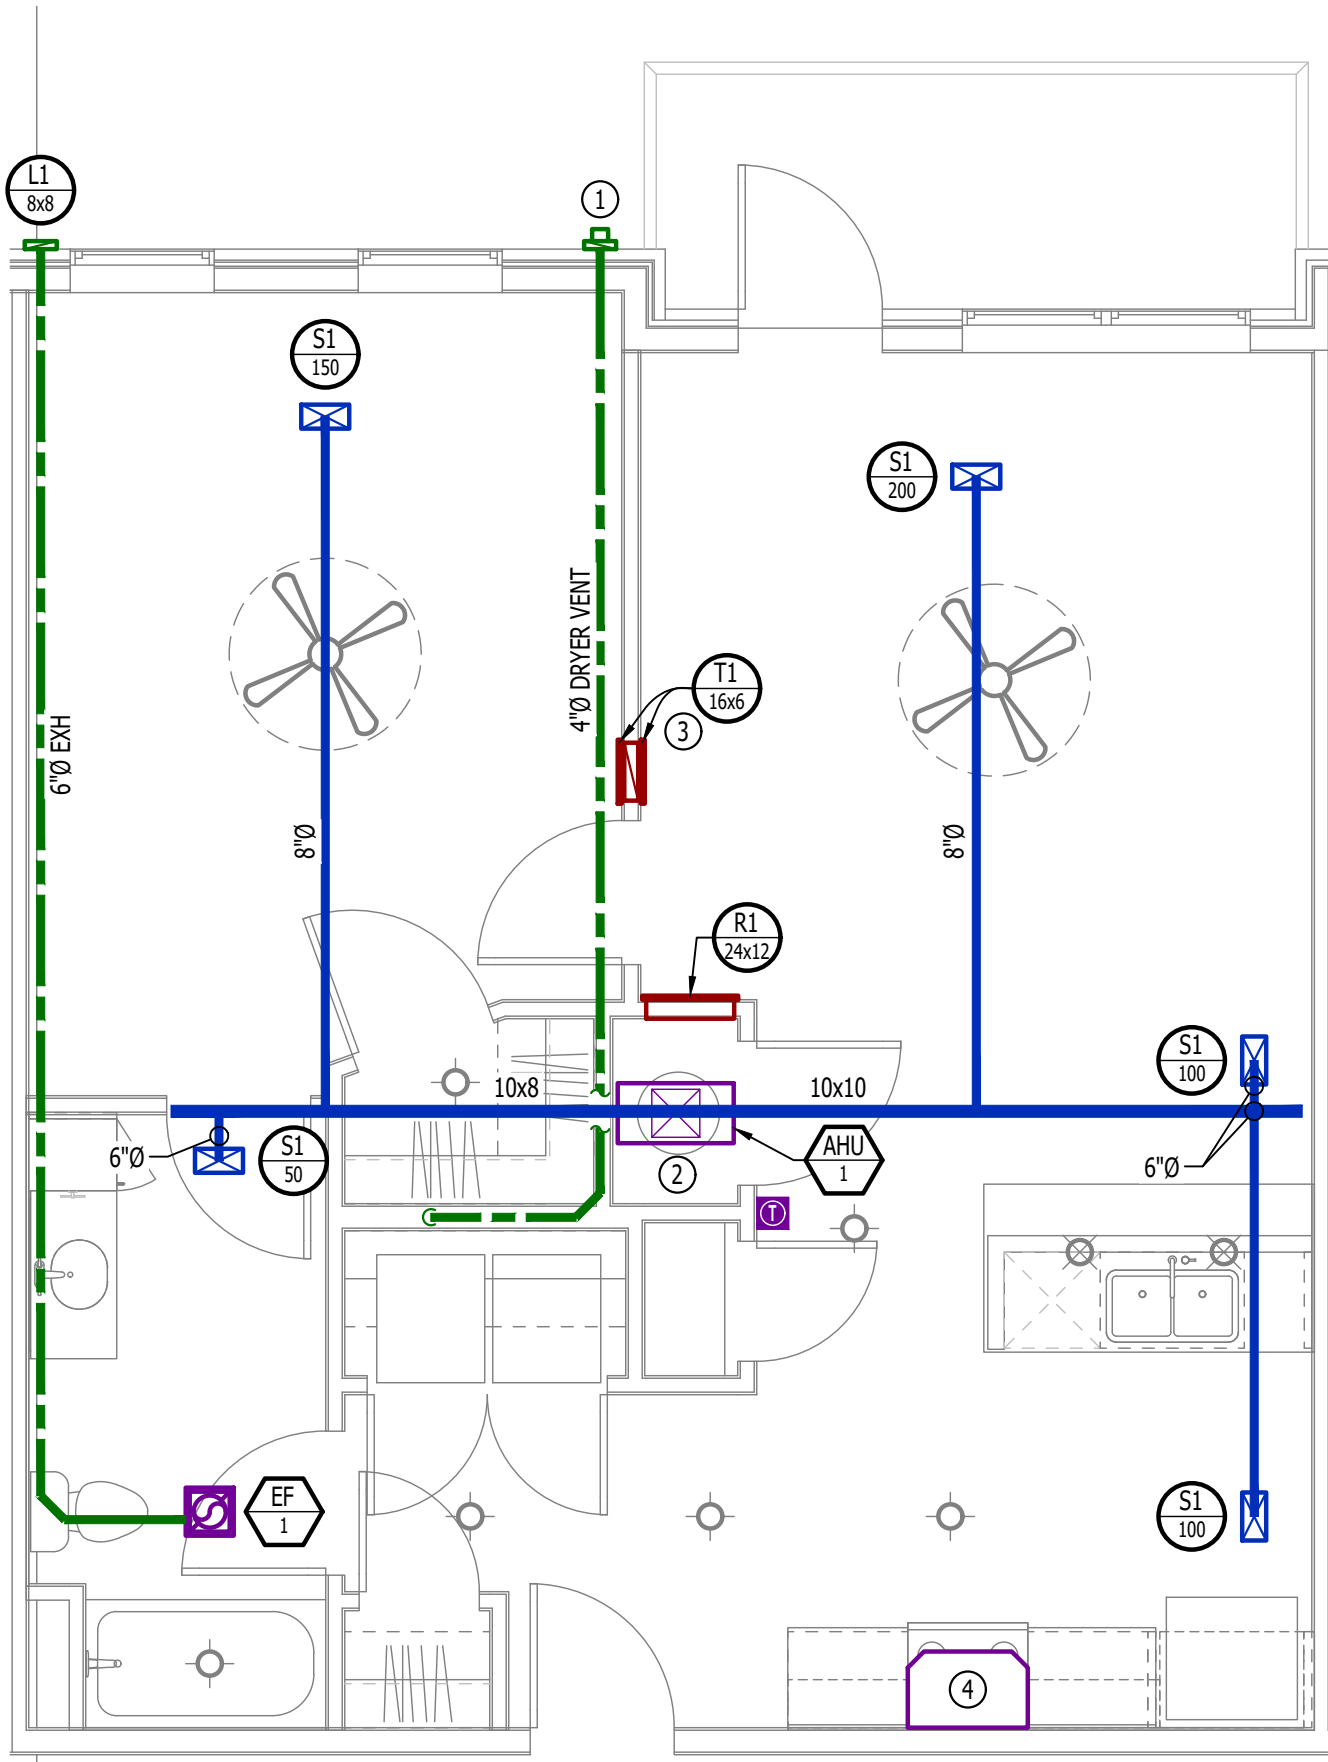 L1
8x8
1
S1
150
S1
200
4"Ø DRYER VENT
T1
16x6
3
6"Ø EXH
8"Ø
8"Ø
R1
24x12
S1
100
10x8
10x10
6"Ø
S1
50
2
AHU
1
6"Ø
T
EF
1
S1
100
4